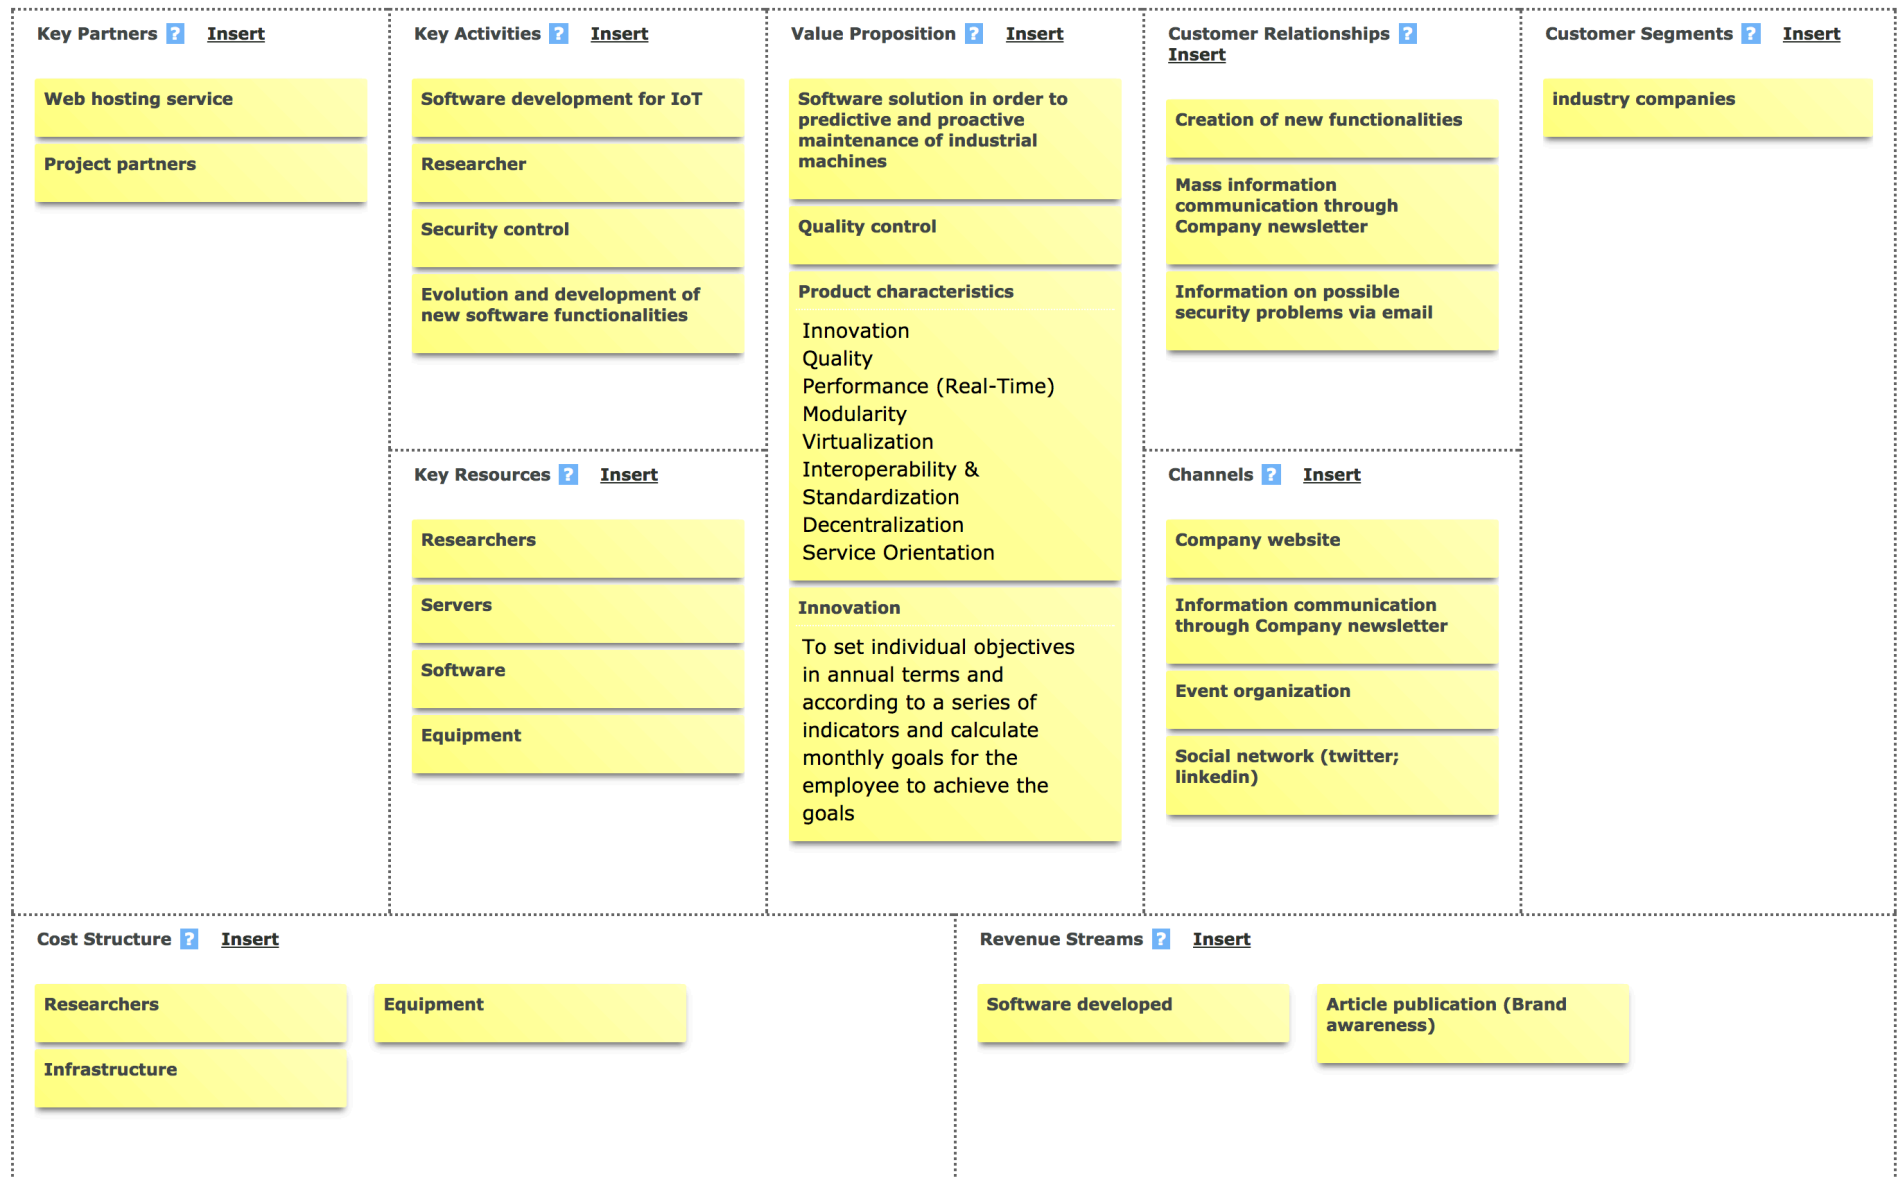 Key Partners ? Insert
Web hosting service
Project partners
Key Activities ? Insert
Software development for IoT
Researcher
Security control
Evolution and development of
new software functionalities
Key Resources ? Insert
Researchers
Servers
Software
Equipment
Value Proposition ? Insert
Software solution in order to
predictive and proactive
maintenance of industrial
machines
Quality control
Product characteristics
Innovation
Quality
Performance (Real-Time)
Modularity
Virtualization
Interoperability &
Standardization
Decentralization
Service Orientation
Innovation
To set individual objectives
in annual terms and
according to a series of
indicators and calculate
monthly goals for the
employee to achieve the
goals
Customer Relationships ?
Insert
Creation of new functionalities
Mass information
communication through
Company newsletter
Information on possible
security problems via email
Channels ? Insert
Company website
Information communication
through Company newsletter
Event organization
Social network (twitter;
linkedin)
Customer Segments ? Insert
industry companies
Cost Structure ? Insert
Researchers
Equipment
Infrastructure
Revenue Streams ? Insert
Software developed
Article publication (Brand
awareness)